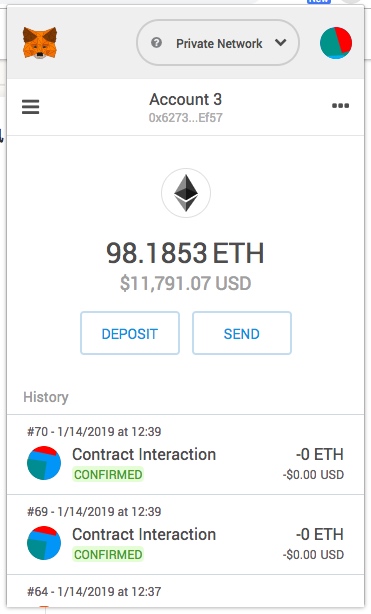 New
? Private Network
Account 3
0x6273...Ef57
98.1853 ETH
$11,791.07 USD
DEPOSIT
SEND
History
#70 - 1/14/2019 at 12:39
Contract Interaction -0 ETH
CONFIRMED -$0.00 USD
#69 - 1/14/2019 at 12:39
Contract Interaction -0 ETH
CONFIRMED -$0.00 USD
#64 - 1/14/2019 at 12:37